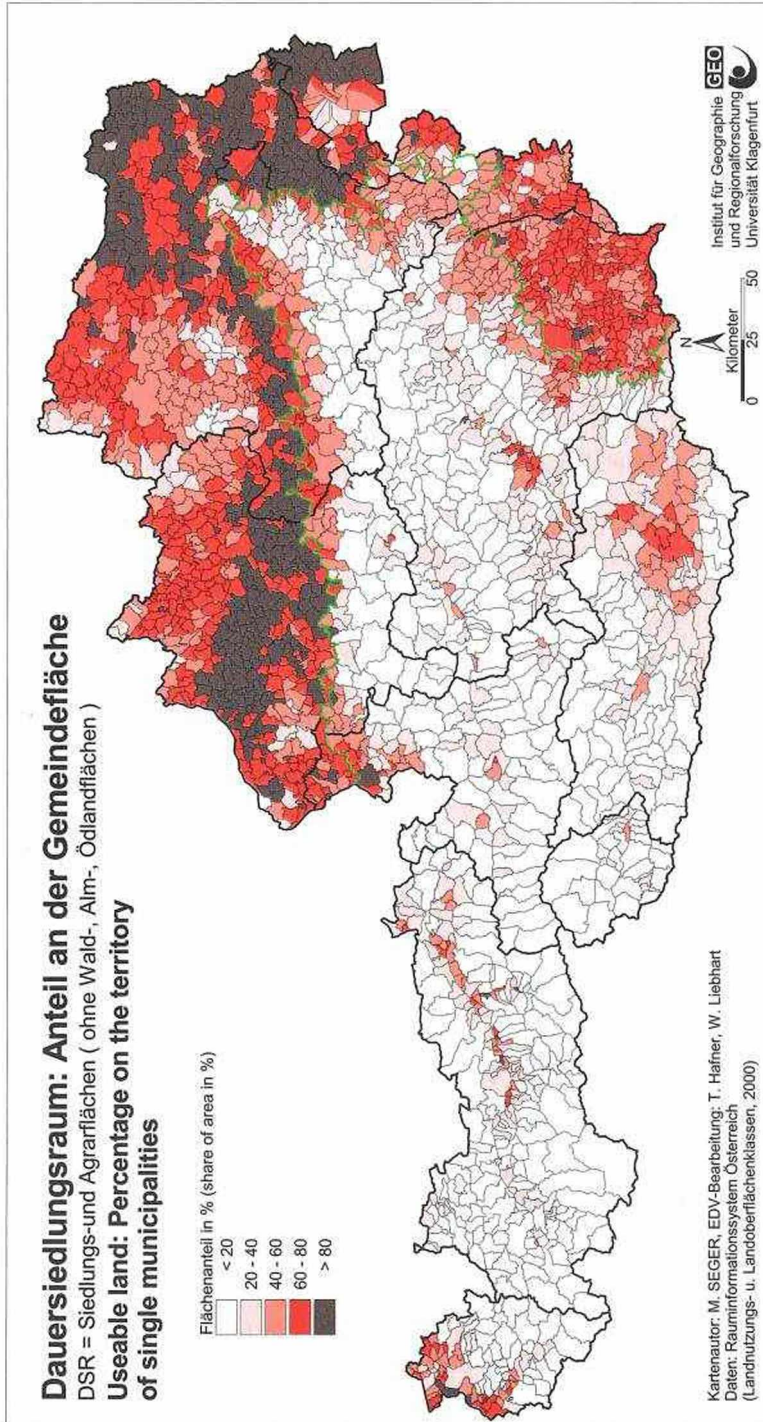 Dauersiedlungsraum: Anteil an der Gemeindefläche
DSR = Siedlungs-und Agrarflächen ( ohne Wald-, Alm-, Ödlandflächen )
Useable land: Percentage on the territory
of single municipalities
Flächenanteil in % (share of area in %)
< 20
20 - 40
40 - 60
60 - 80
> 80
Kartenautor: M. SEGER, EDV-Bearbeitung: T. Hafner, W. Liebhart
Daten: Rauminformationssystem Österreich
(Landnutzungs- u. Landoberflächenklassen, 2000)
N
Kilometer
0 25 50
Institut für Geographie
und Regionalforschung
Universität Klagenfurt
GEO